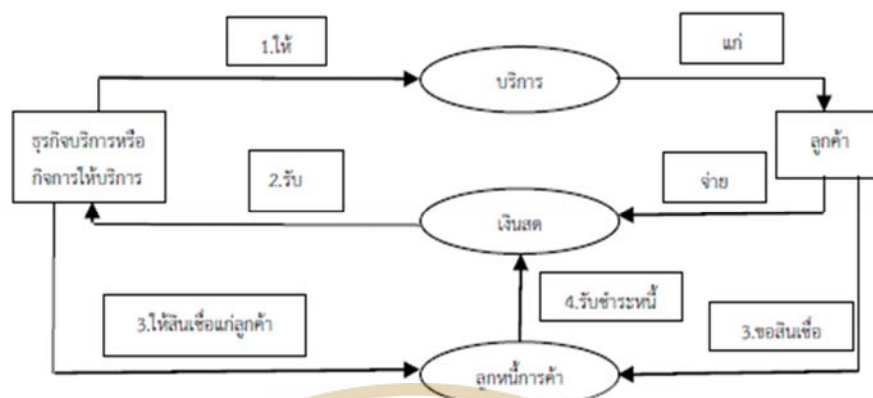 1.ให้
แก่
บริการ
ธุรกิจบริการหรือ
กิจการให้บริการ
ลูกค้า
2.รับ
จ่าย
เงินสด
4.รับชำระหนี้
3.ให้สินเชื่อแก่ลูกค้า
3.ขอสินเชื่อ
ลูกหนี้การค้า